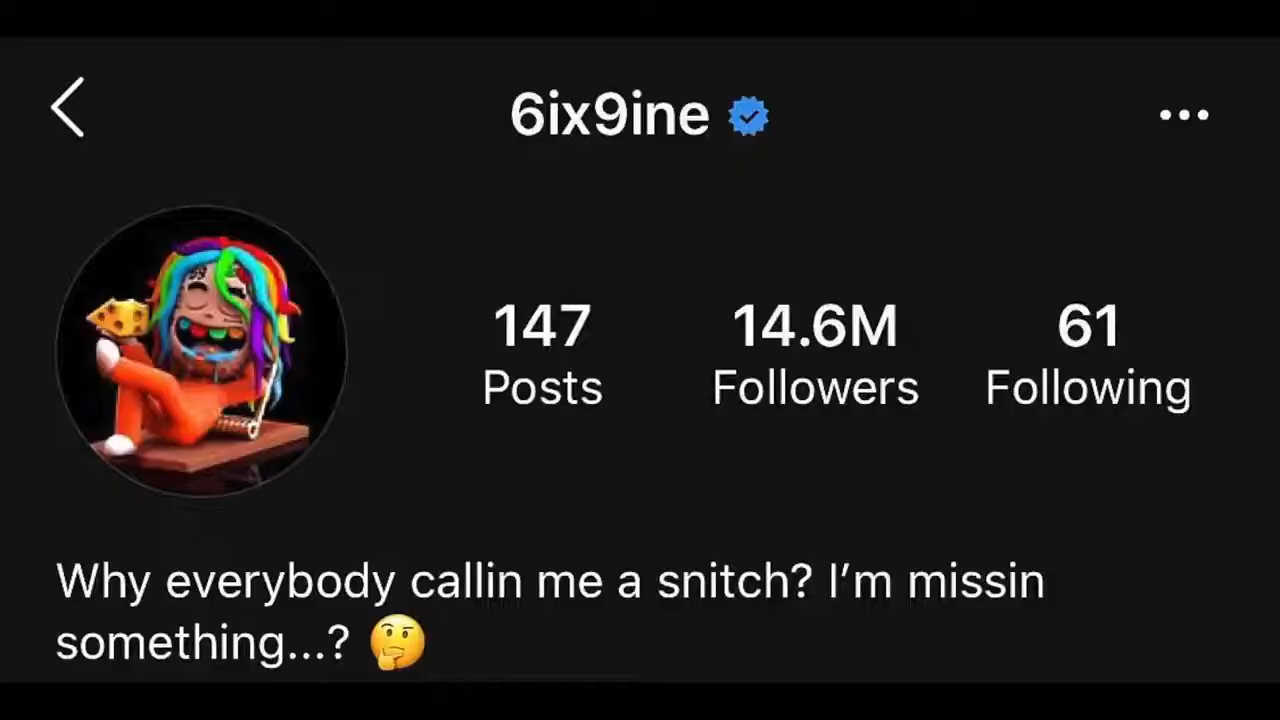 6ix9ine
147
14.6M
61
Posts
Followers
Following
Why everybody callin me a snitch? I’m missin
something...? 🤔